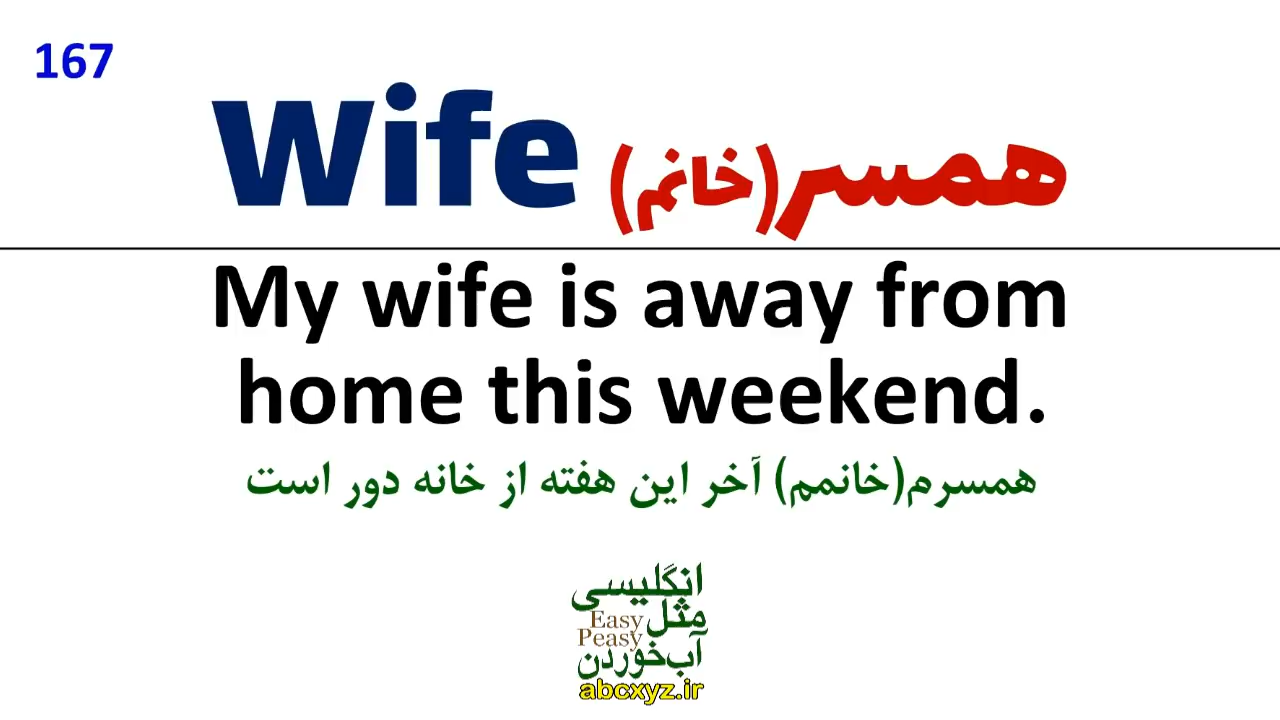 167
Wife همسر(خانم)
My wife is away from
home this weekend.
همسرم(خانمم) آخر این هفته از خانه دور است
انگلیسی
مثل
Easy
Peasy
آب‌خوردن
abcxyz.ir